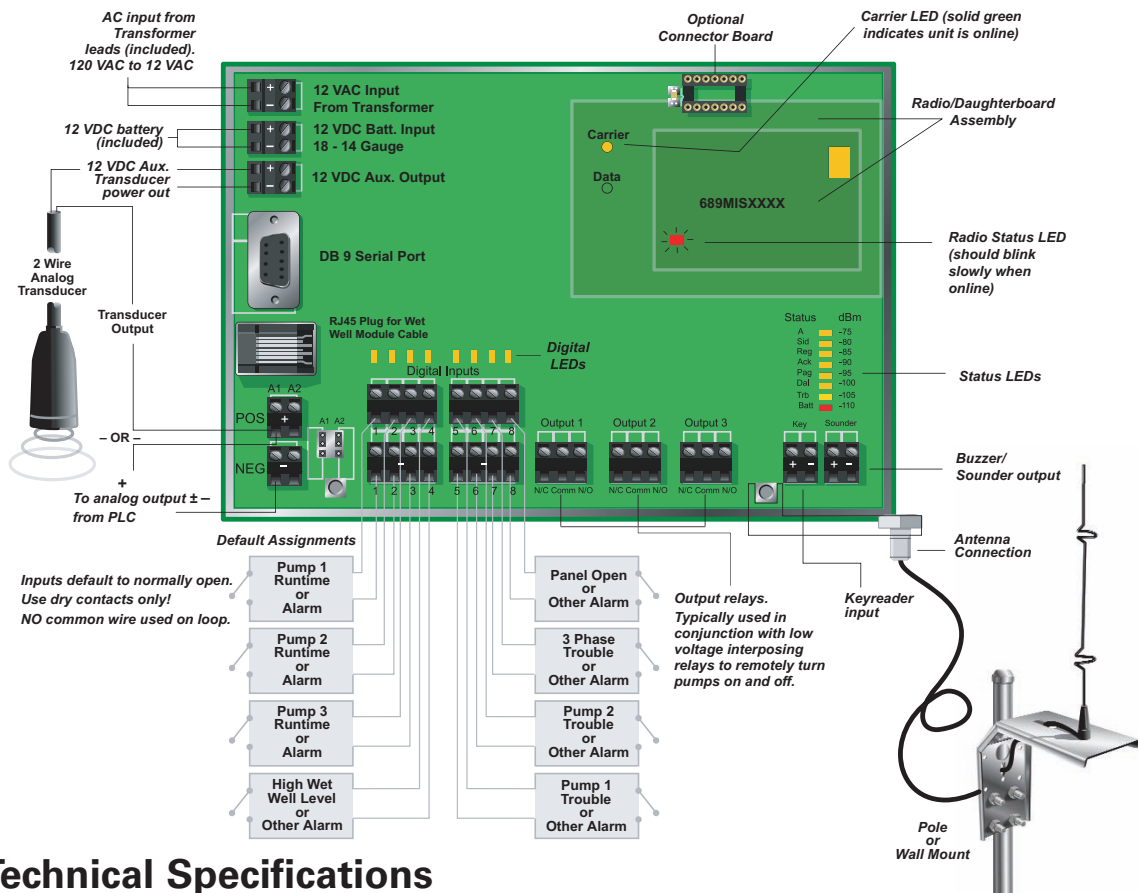 AC input from
Transformer
leads (included).
120 VAC to 12 VAC
Optional
Connector Board
Carrier LED (solid green
indicates unit is online)
+
–
12 VAC Input
From Transformer
12 VDC battery
(included)
+
–
12 VDC Batt. Input
18 - 14 Gauge
12 VDC Aux.
Transducer
power out
+
–
12 VDC Aux. Output
Radio/Daughterboard
Assembly
Carrier
Data
689MISXXXX
Radio Status LED
(should blink
slowly when
online)
2 Wire
Analog
Transducer
DB 9 Serial Port
Transducer
Output
RJ45 Plug for Wet
Well Module Cable
Digital
LEDs
Digital Inputs
Status dBm
A -75
Sid -80
Reg -85
Ack -90
Pag -95
Dal -100
Trb -105
Batt -110
Status LEDs
A1 A2
POS
+
A1 A2
– OR –
NEG
-
1 2 3 4 5 6 7 8
- -
1 2 3 4 5 6 7 8
Output 1
Output 2
Output 3
N/C Comm N/O
N/C Comm N/O
N/C Comm N/O
Key
Sounder
+ -
+ -
Buzzer/
Sounder output
+
To analog output ± –
from PLC
Antenna
Connection
Default Assignments
Inputs default to normally open.
Use dry contacts only!
NO common wire used on loop.
Pump 1
Runtime
or
Alarm
Pump 2
Runtime
or
Alarm
Pump 3
Runtime
or
Alarm
High Wet
Well Level
or
Other Alarm
Panel Open
or
Other Alarm
3 Phase
Trouble
or
Other Alarm
Pump 2
Trouble
or
Other Alarm
Pump 1
Trouble
or
Other Alarm
Output relays.
Typically used in
conjunction with low
voltage interposing
relays to remotely turn
pumps on and off.
Keyreader
input
Pole
or
Wall Mount
Technical Specifications